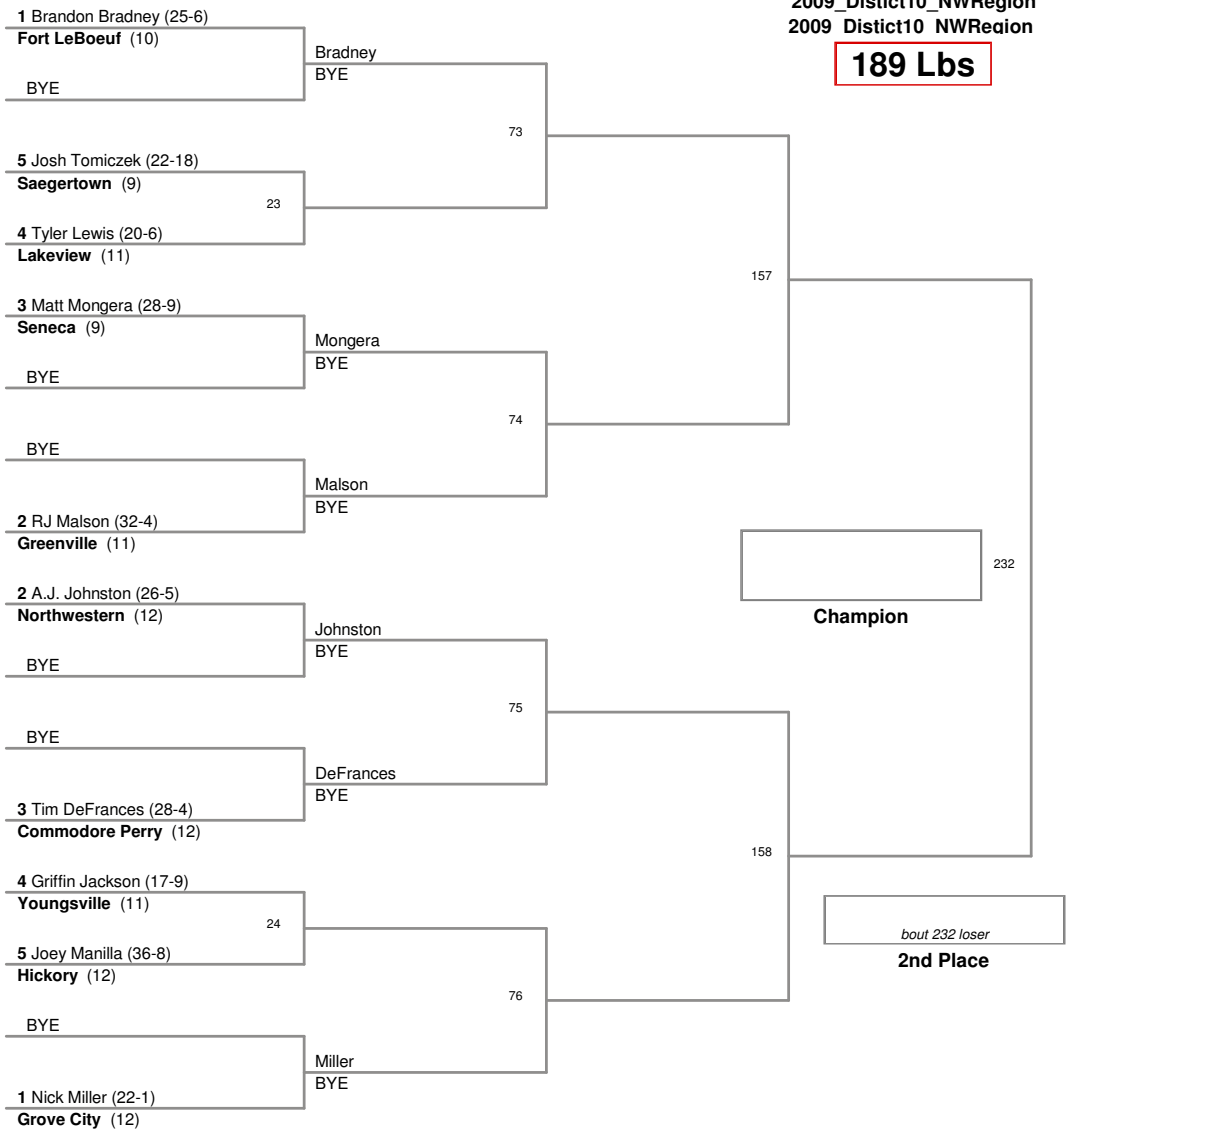 2009_Distict10_NWRegion
2009_Distict10_NWRegion
189 Lbs
1 Brandon Bradney (25-6)
Fort LeBoeuf (10)
Bradney
BYE
BYE
73
5 Josh Tomiczek (22-18)
Saegertown (9)
23
4 Tyler Lewis (20-6)
Lakeview (11)
157
3 Matt Mongera (28-9)
Seneca (9)
Mongera
BYE
BYE
74
BYE
Malson
BYE
2 RJ Malson (32-4)
Greenville (11)
232
Champion
2 A.J. Johnston (26-5)
Northwestern (12)
Johnston
BYE
BYE
75
BYE
DeFrances
BYE
3 Tim DeFrances (28-4)
Commodore Perry (12)
158
4 Griffin Jackson (17-9)
Youngsville (11)
24
5 Joey Manilla (36-8)
Hickory (12)
bout 232 loser
2nd Place
76
BYE
Miller
BYE
1 Nick Miller (22-1)
Grove City (12)